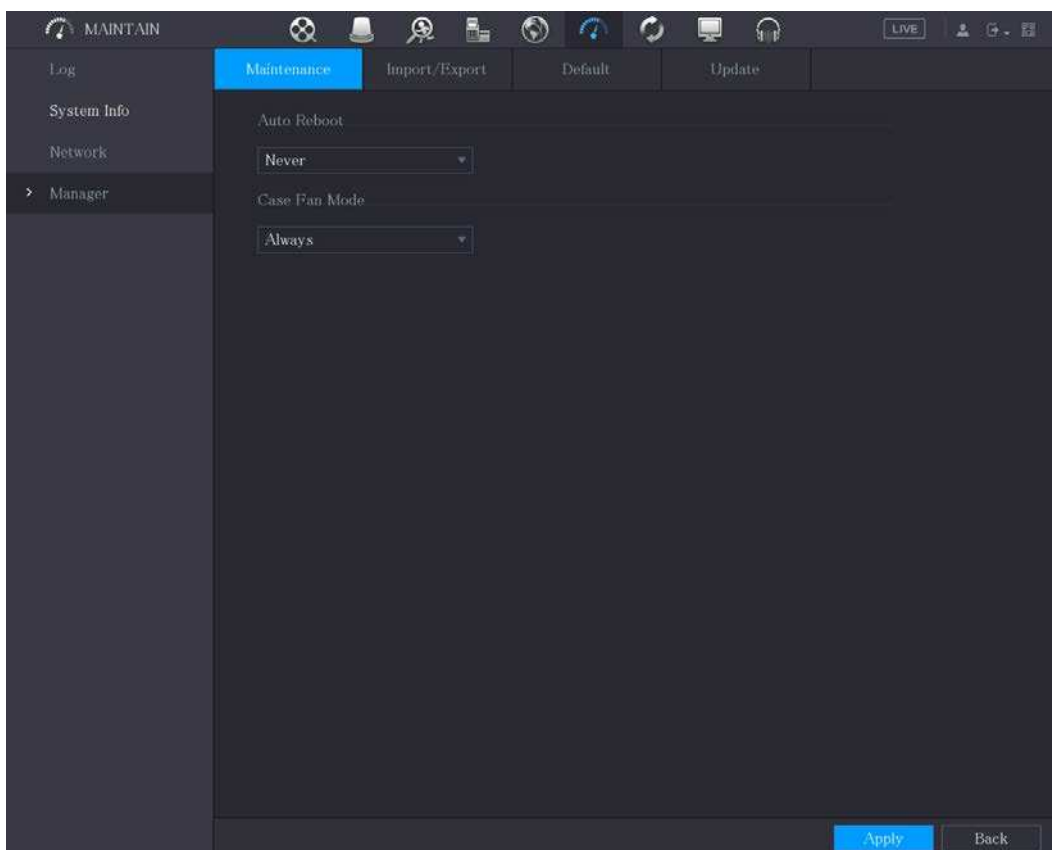 MAINTAIN LIVE
Log
System Info
Network
Manager
Maintenance Import/Export Default Update
Auto Reboot
Never
Case Fan Mode
Always
Apply Back